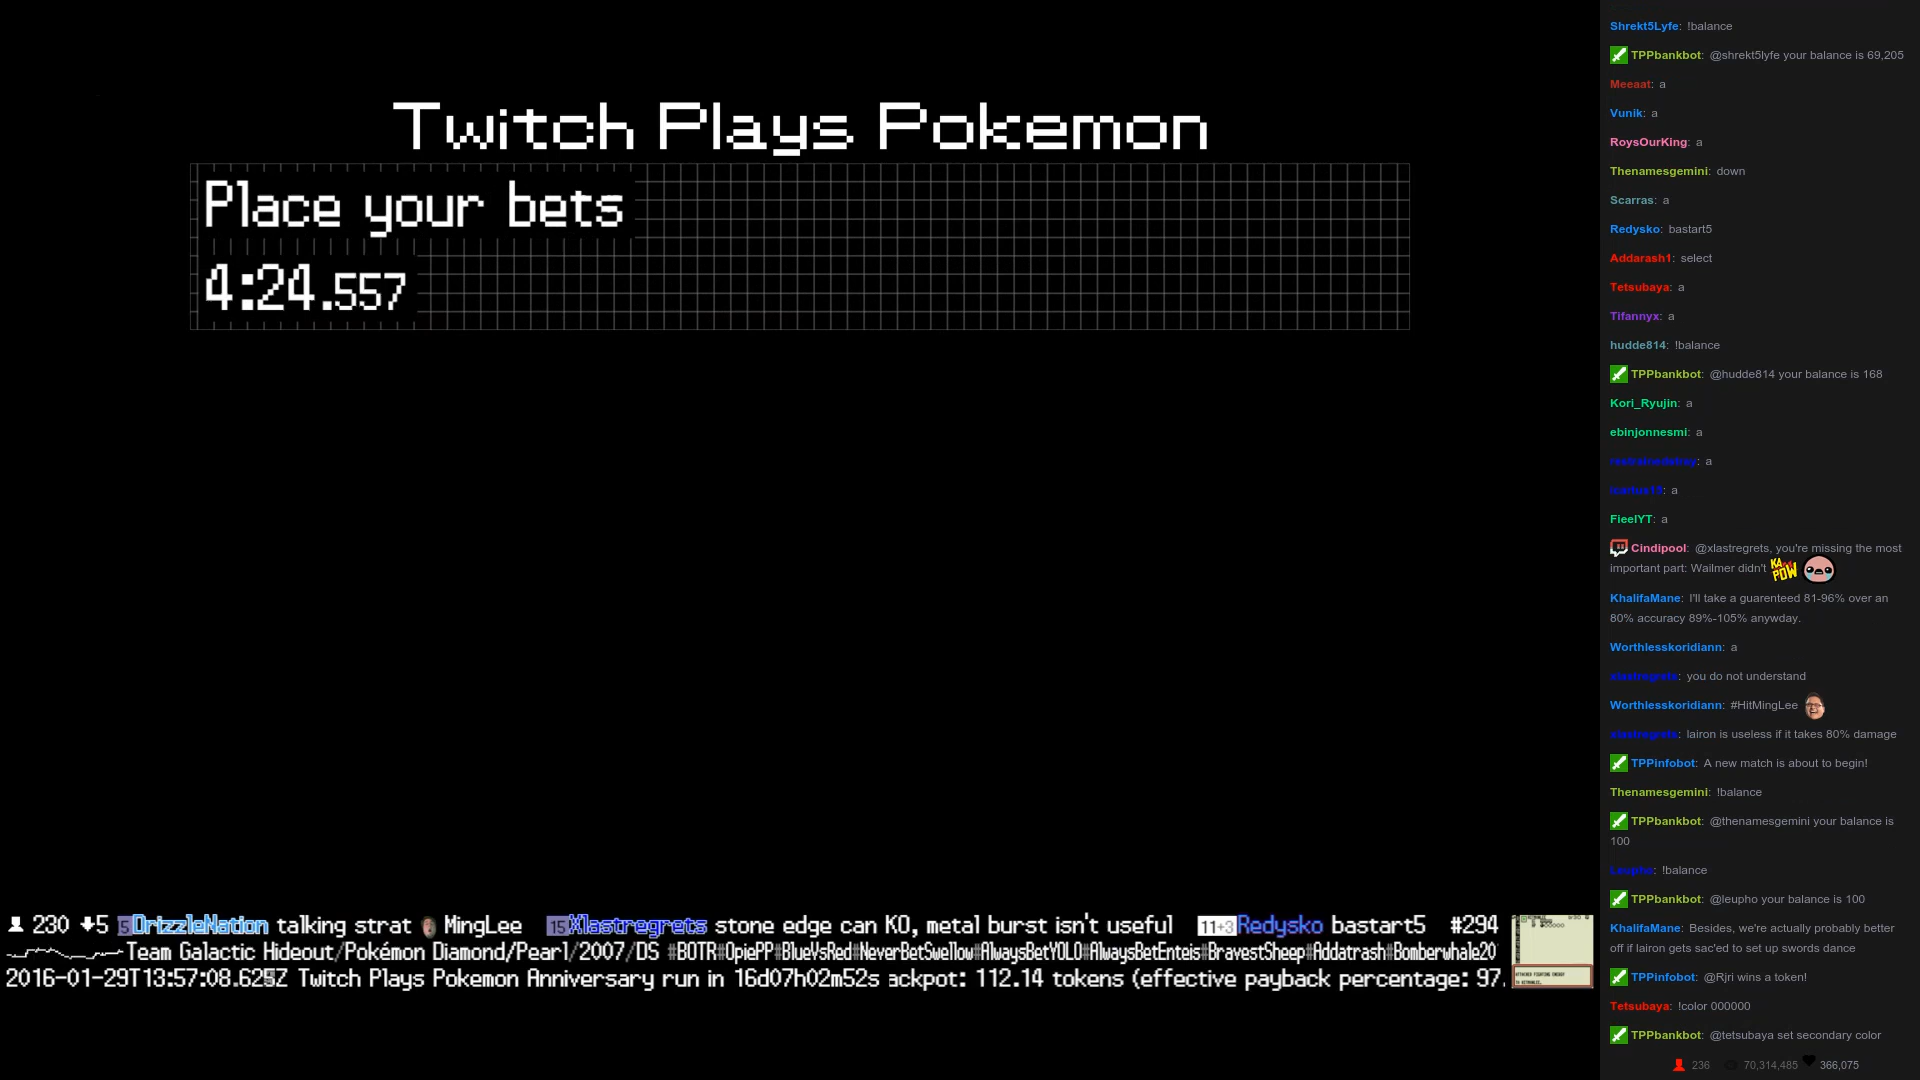 Twitch Plays Pokemon
Place your bets
4:24.557
230 5 15 DrizzleNation talking strat MingLee 15 Xlastregrets stone edge can KO, metal burst isn't useful 11+3 Redysko bastart5 #294
Team Galactic Hideout/Pokémon Diamond/Pearl/2007/DS #BOTR#OpiePP#BlueVsRed#NeverBetSwellow#AlwaysBetYOLO#AlwaysBetEnteis#BravestSheep#Addatrash#Bomberwhale20
Twitch Plays Pokemon Anniversary run in 16d07h02m52s ackpot: 112.14 tokens (effective payback percentage: 97.
Shrekt5Lyfe: !balance
TPPbankbot: @shrekt5lyfe your balance is 69,205
Meeaat: a
Vunik: a
RoysOurKing: a
Thenamesgemini: down
Scarras: a
Redysko: bastart5
Addarash1: select
Tetsubaya: a
Tifannyx: a
hudde814: !balance
TPPbankbot: @hudde814 your balance is 168
Kori_Ryujin: a
ebinjonnesmi: a
: a
: a
FieelYT: a
Cindipool: @xlastregrets, you're missing the most
important part: Wailmer didn't KAPOW
KhalifaMane: I'll take a guarenteed 81-96% over an
80% accuracy 89%-105% anywday.
Worthlesskoridiann: a
xlastregrets: you do not understand
Worthlesskoridiann: #HitMingLee
xlastregrets: lairon is useless if it takes 80% damage
TPPinfobot: A new match is about to begin!
Thenamesgemini: !balance
TPPbankbot: @thenamesgemini your balance is
100
Leupho: !balance
TPPbankbot: @leupho your balance is 100
KhalifaMane: Besides, we're actually probably better
off if lairon gets sac'ed to set up swords dance
TPPinfobot: @Rjri wins a token!
Tetsubaya: !color 000000
TPPbankbot: @tetsubaya set secondary color
236 70,314,485 366,075